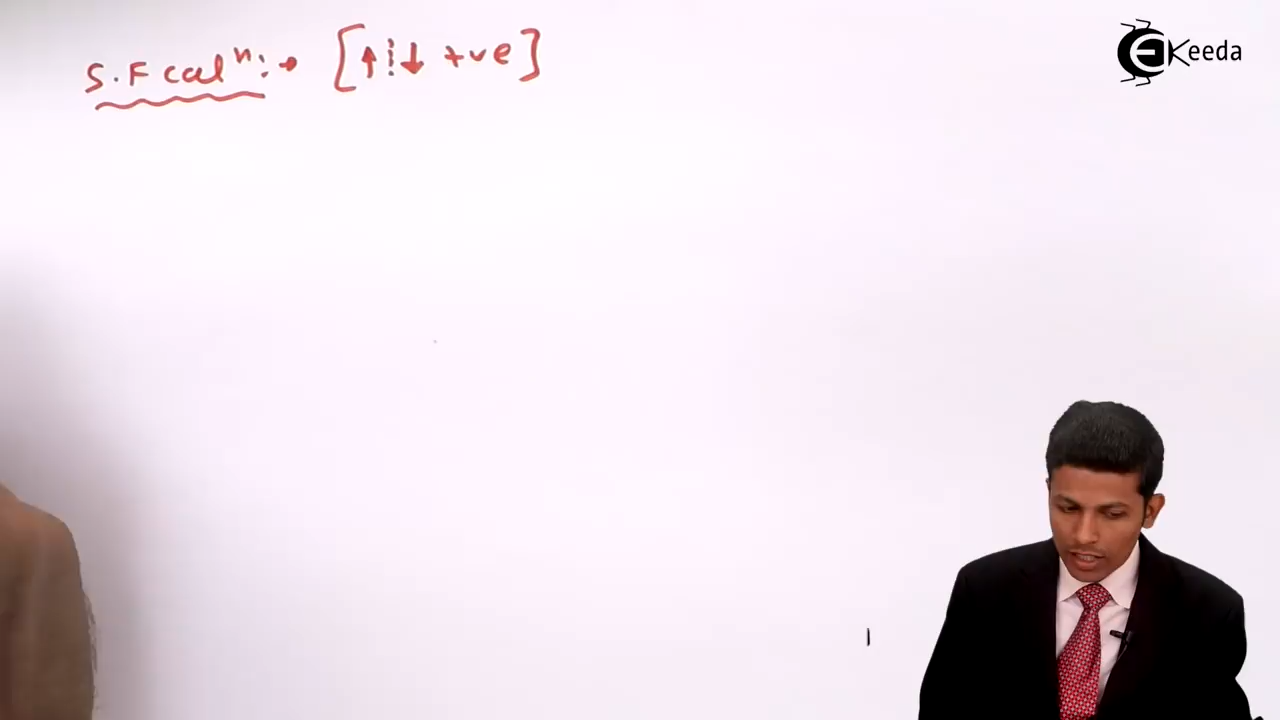 S.F calⁿ:→ [↑⋮↓ +ve]
EKeeda